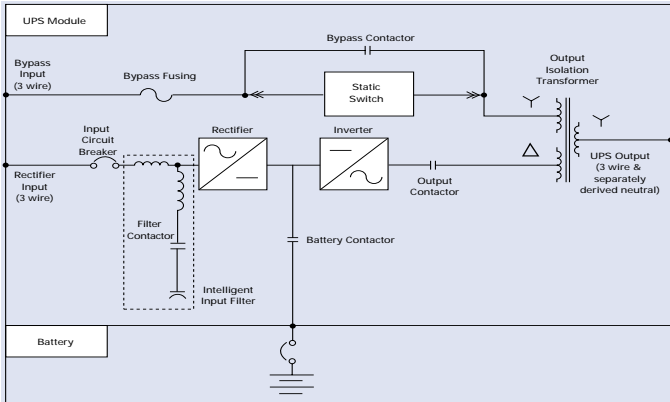 UPS Module
Bypass Contactor
Bypass
Input
(3 wire)
Bypass Fusing
Static
Switch
Output
Isolation
Transformer
Input
Circuit
Breaker
Rectifier
Inverter
Rectifier
Input
(3 wire)
Output
Contactor
UPS Output
(3 wire &
separately
derived neutral)
Filter
Contactor
Battery Contactor
Intelligent
Input Filter
Battery